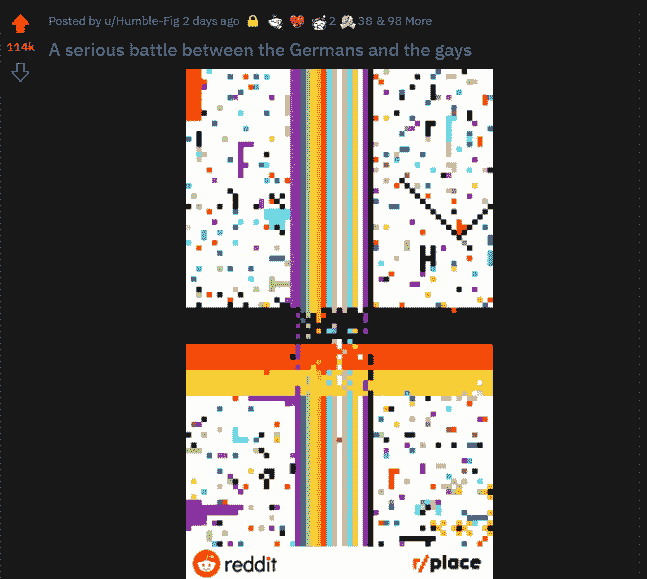 Posted by u/Humble-Fig 2 days ago 2 38 & 98 More
114k
A serious battle between the Germans and the gays
F
H
reddit
r/place